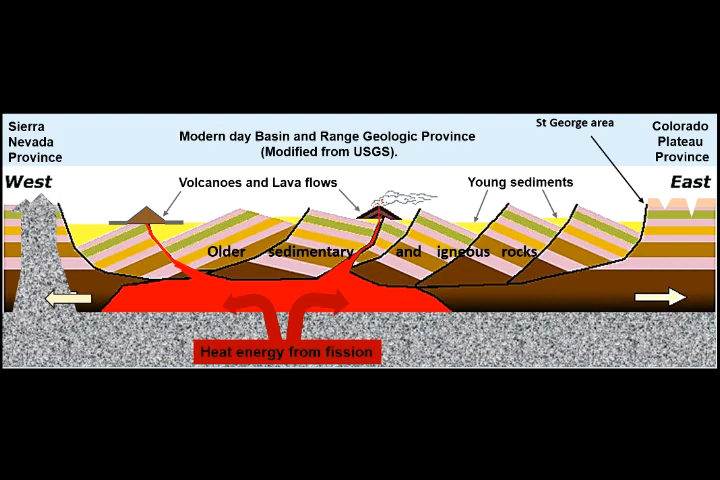 Sierra
Nevada
Province
Modern day Basin and Range Geologic Province
(Modified from USGS).
St George area
Colorado
Plateau
Province
West
Volcanoes and Lava flows
Young sediments
East
Older sedimentary and igneous rocks
Heat energy from fission